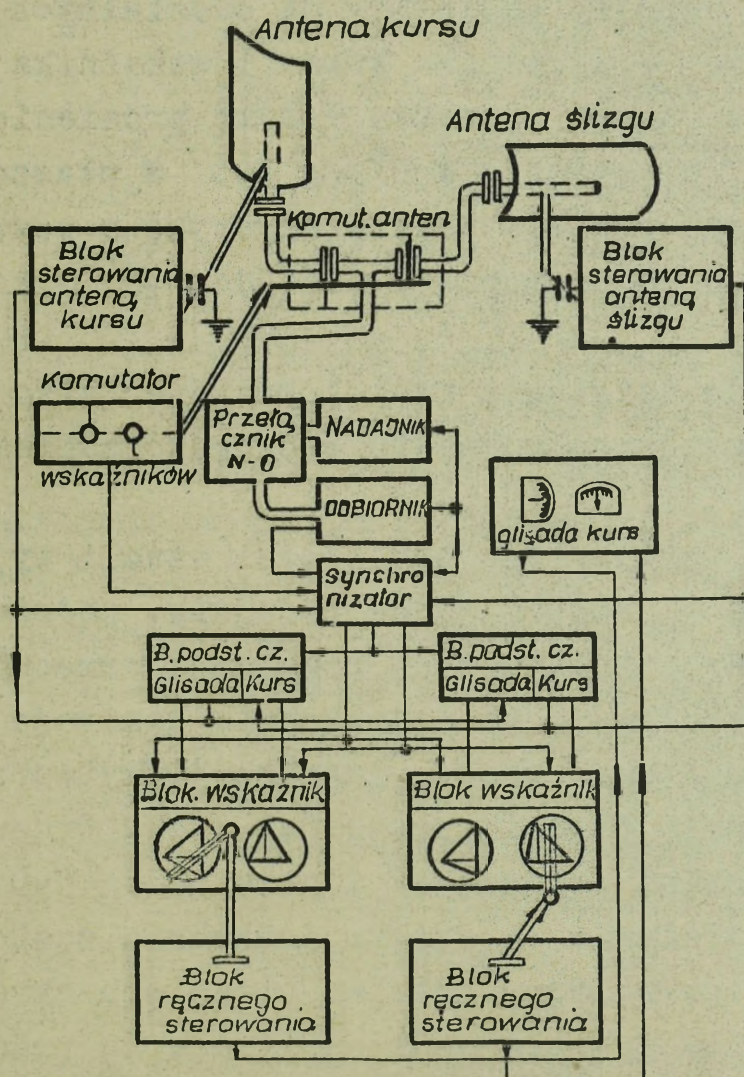 Antena kursu
Antena ślizgu
Komut. anten
Blok
sterowania
anteną
kursu
Blok
sterowania
anteną
ślizgu
Komutator
wskaźników
Przełą
cznik
N-O
NADAJNIK
ODBIORNIK
glisada kurs
Synchro
nizator
B.podst. cz.
Glisada Kurs
B.podst. cz.
Glisada Kurs
Blok. wskaźnik
Blok wskaźnik
Blok
ręcznego
sterowania
Blok
ręcznego
sterowania